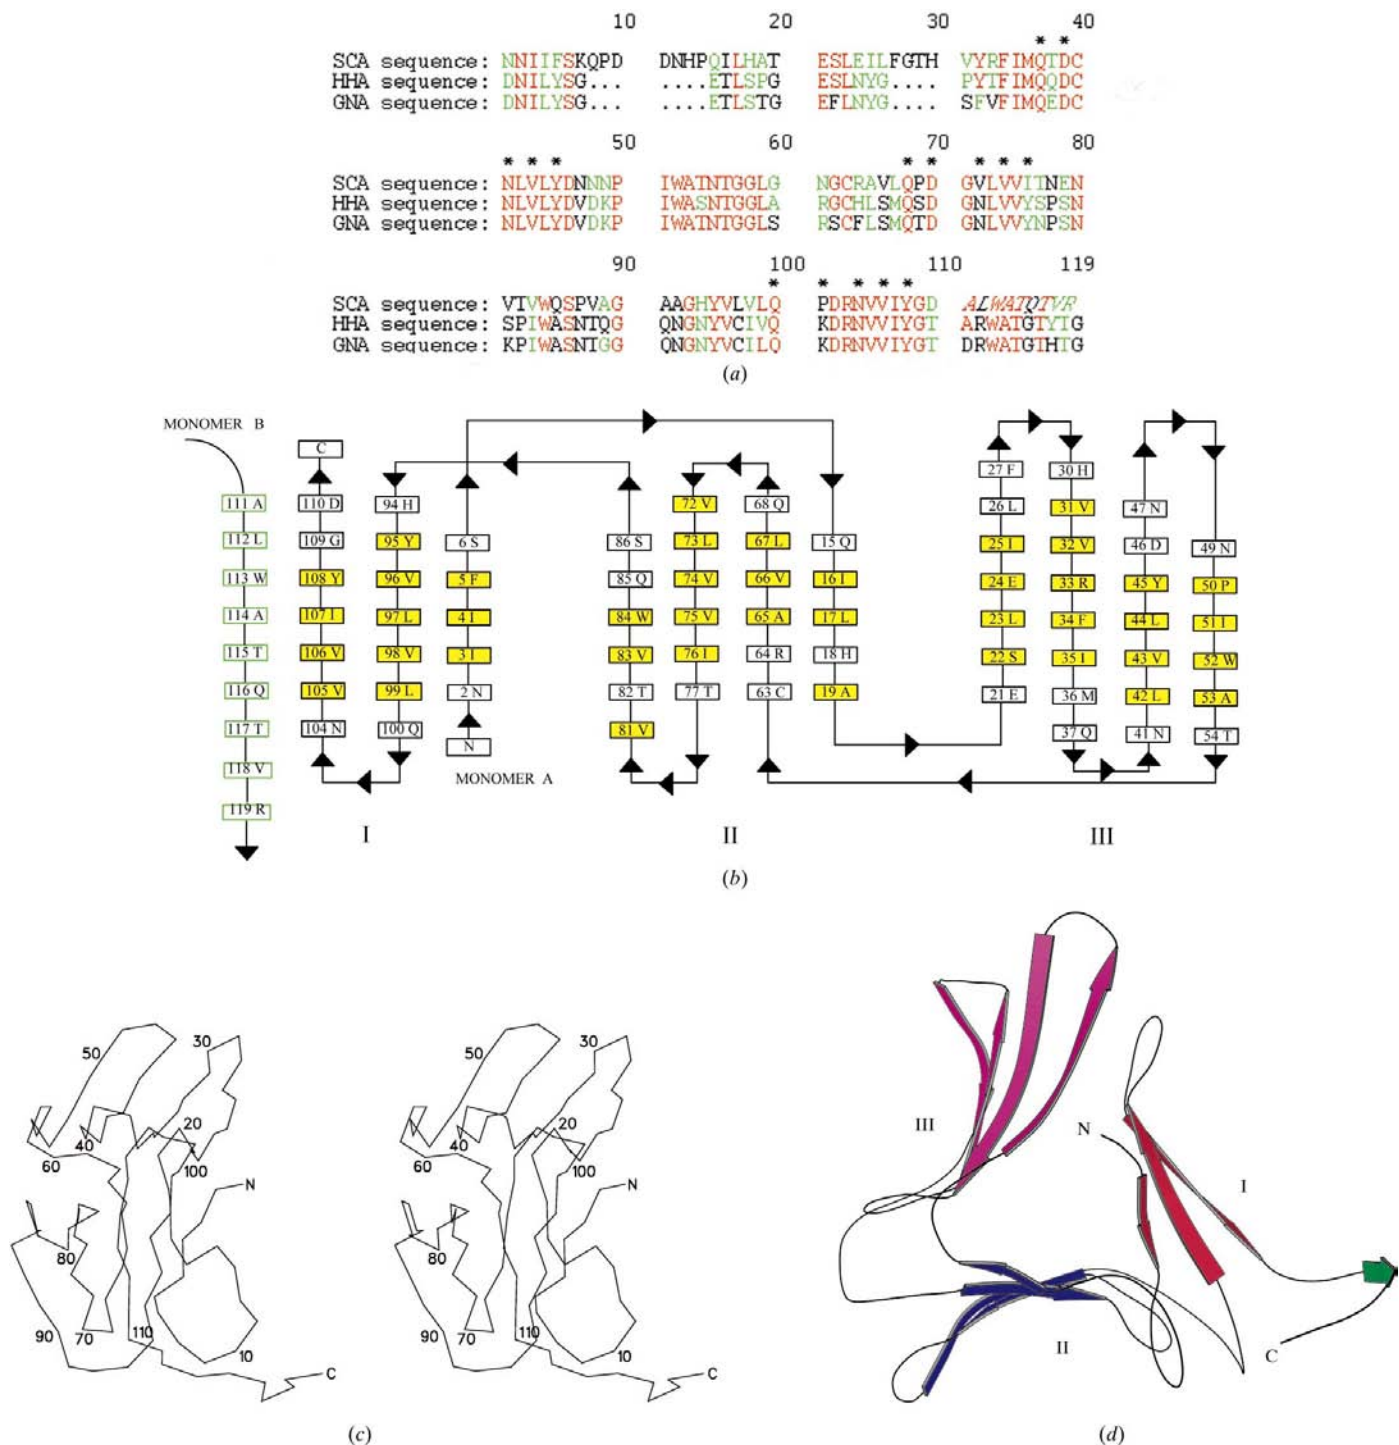 10 20 30 40
* *
SCA sequence: NNIIFSKQPD DNHPQILHAT ESLEILFGTH VYRFIMQTDC
HHA sequence: DNILYSG... ....ETLSPG ESLNYG.... PYTFIMQQDC
GNA sequence: DNILYSG... ....ETLSTG EFLNYG.... SFVFIMQEDC
50 60 70 80
* * * * * * * *
SCA sequence: NLVLYDNNNP IWATNTGGLG NGCRAVLQPD GVLVVITNEN
HHA sequence: NLVLYDVDKP IWASNTGGLA RGCHLSMQSD GNLVVYSPSN
GNA sequence: NLVLYDVDKP IWATNTGGLS RSCFLSMQTD GNLVVYNPSN
90 100 110 119
* * * * *
SCA sequence: VTVWQSPVAG AAGHYVLVLQ PDRNVVIYGD ALWATQTVR
HHA sequence: SPIWASNTQG QNGNYVCIVQ KDRNVVIYGT ARWATGTYTG
GNA sequence: KPIWASNTGG QNGNYVCILQ KDRNVVIYGT DRWATGTHTG
(a)
MONOMER B
C 27 F 30 H
111 A 110 D 94 H 72 V 68 Q 26 L 31 V 47 N
112 L 109 G 95 Y 6 S 86 S 73 L 67 L 15 Q 25 I 32 V 46 D 49 N
113 W 108 Y 96 V 5 F 85 Q 74 V 66 V 16 I 24 E 33 R 45 Y 50 P
114 A 107 I 97 L 4 I 84 W 75 V 65 A 17 L 23 L 34 F 44 L 51 I
115 T 106 V 98 V 3 I 83 V 76 I 64 R 18 H 22 S 35 I 43 V 52 W
116 Q 105 V 99 L 2 N 82 T 77 T 63 C 19 A 21 E 36 M 42 L 53 A
117 T 104 N 100 Q N 81 V 37 Q 41 N 54 T
118 V MONOMER A
119 R
I II III
(b)
50 30 20 40 100 60 N 80 90 70 110 10 C
50 30 20 40 100 60 N 80 90 70 110 10 C
(c)
III N I II C
(d)